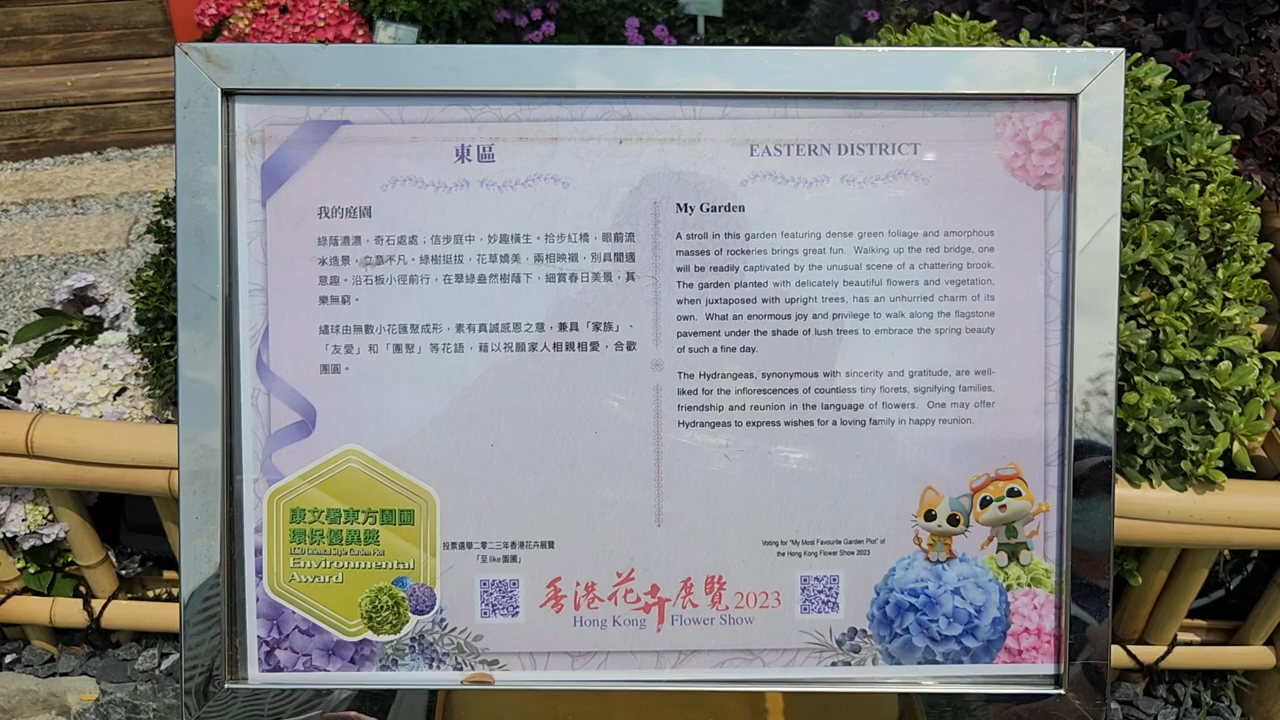 東區
我的庭園
綠蔭濃濃，奇石處處；信步庭中，妙趣橫生。拾步紅橋，眼前流
水造景，立意不凡。綠樹挺拔，花草嬌美，兩相映襯，別具閒適
意趣。沿石板小徑前行，在翠綠盎然樹蔭下，細賞春日美景，其
樂無窮。
繡球由無數小花匯聚成形，素有真誠感恩之意，兼具「家族」、
「友愛」和「團聚」等花語，藉以祝願家人相親相愛，合歡
團圓。
EASTERN DISTRICT
My Garden
A stroll in this garden featuring dense green foliage and amorphous
masses of rockeries brings great fun. Walking up the red bridge, one
will be readily captivated by the unusual scene of a chattering brook.
The garden planted with delicately beautiful flowers and vegetation,
when juxtaposed with upright trees, has an unhurried charm of its
own. What an enormous joy and privilege to walk along the flagstone
pavement under the shade of lush trees to embrace the spring beauty
of such a fine day.
The Hydrangeas, synonymous with sincerity and gratitude, are well-
liked for the inflorescences of countless tiny florets, signifying families,
friendship and reunion in the language of flowers. One may offer
Hydrangeas to express wishes for a loving family in happy reunion.
康文署東方園圃
環保優異獎
LCSD Oriental Style Garden Plot
Environmental
Award
投票選舉二零二三年香港花卉展覽
「至like園圃」
Voting for "My Most Favourite Garden Plot" of
the Hong Kong Flower Show 2023
香港花卉展覽2023
Hong Kong Flower Show